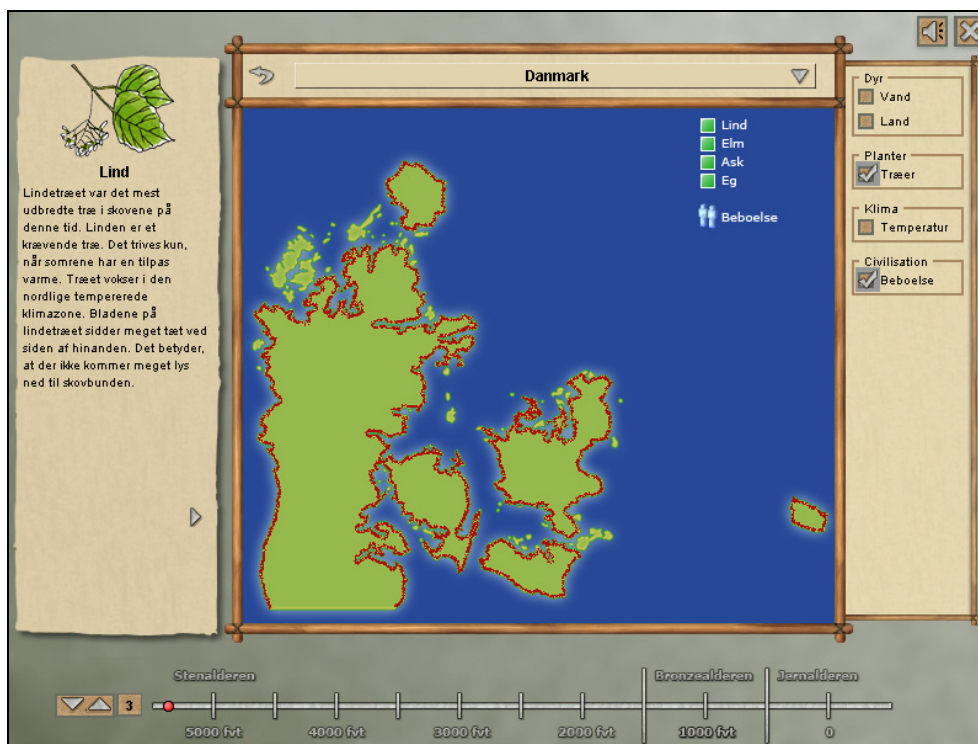 Danmark
Lind
Lindetræet var det mest
udbredte træ i skovene på
denne tid. Linden er et
krævende træ. Det trives kun,
når somrene har en tilpas
varme. Træet vokser i den
nordlige tempererede
klimazone. Bladene på
lindetræet sidder meget tæt ved
siden af hinanden. Det betyder,
at der ikke kommer meget lys
ned til skovbunden.
Lind
Elm
Ask
Eg
Beboelse
Dyr
Vand
Land
Planter
Træer
Klima
Temperatur
Civilisation
Beboelse
Stenalderen
Bronzealderen
Jernalderen
3
5000 fvt
4000 fvt
3000 fvt
2000 fvt
1000 fvt
0